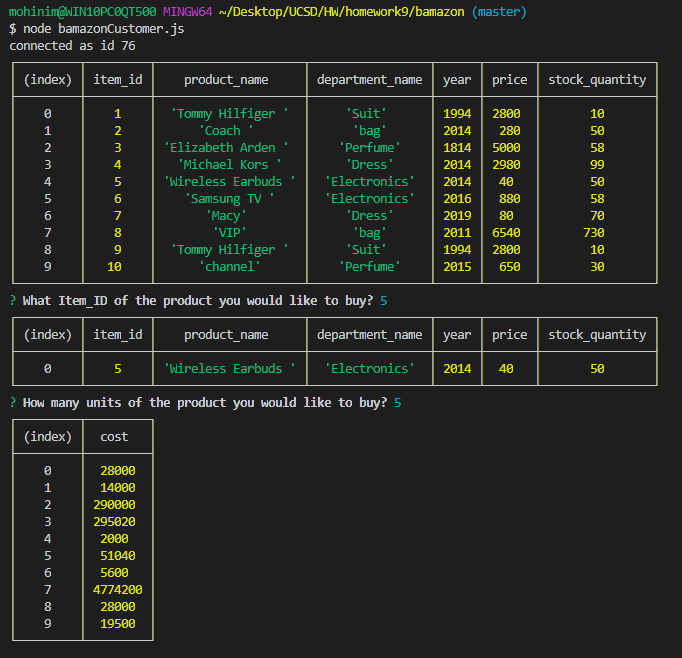 mohinim@WIN10PC0QT500 MINGW64 ~/Desktop/UCSD/HW/homework9/bamazon (master)
$ node bamazonCustomer.js
connected as id 76
(index) item_id product_name department_name year price stock_quantity
0 1 'Tommy Hilfiger ' 'Suit' 1994 2800 10
1 2 'Coach ' 'bag' 2014 280 50
2 3 'Elizabeth Arden ' 'Perfume' 1814 5000 58
3 4 'Michael Kors ' 'Dress' 2014 2980 99
4 5 'Wireless Earbuds ' 'Electronics' 2014 40 50
5 6 'Samsung TV ' 'Electronics' 2016 880 58
6 7 'Macy' 'Dress' 2019 80 70
7 8 'VIP' 'bag' 2011 6540 730
8 9 'Tommy Hilfiger ' 'Suit' 1994 2800 10
9 10 'channel' 'Perfume' 2015 650 30
? What Item_ID of the product you would like to buy? 5
(index) item_id product_name department_name year price stock_quantity
0 5 'Wireless Earbuds ' 'Electronics' 2014 40 50
? How many units of the product you would like to buy? 5
(index) cost
0 28000
1 14000
2 290000
3 295020
4 2000
5 51040
6 5600
7 4774200
8 28000
9 19500